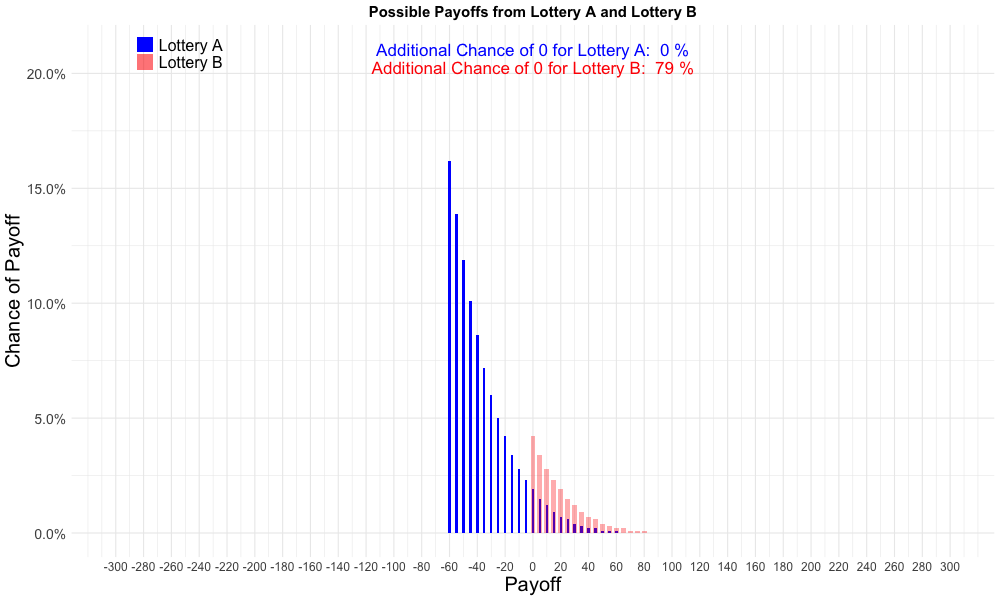 Possible Payoffs from Lottery A and Lottery B
Lottery A
Lottery B
Additional Chance of 0 for Lottery A:  0 %
Additional Chance of 0 for Lottery B:  79 %
Chance of Payoff
20.0%
15.0%
10.0%
5.0%
0.0%
-300 -280 -260 -240 -220 -200 -180 -160 -140 -120 -100 -80 -60 -40 -20 0 20 40 60 80 100 120 140 160 180 200 220 240 260 280 300
Payoff